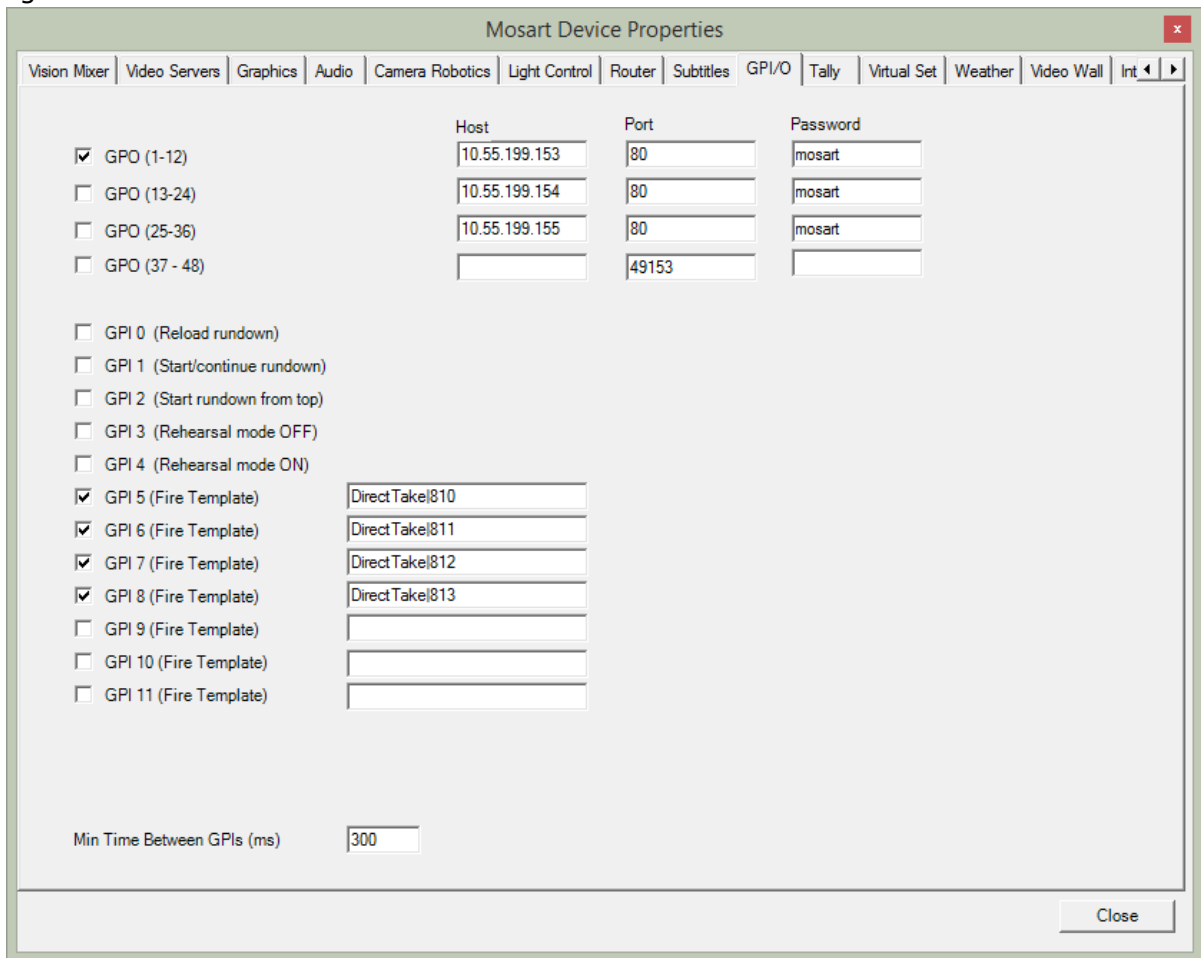 Mosart Device Properties
x
Vision Mixer Video Servers Graphics Audio Camera Robotics Light Control Router Subtitles GPI/O Tally Virtual Set Weather Video Wall Int
Host Port Password
GPO (1-12) 10.55.199.153 80 mosart
GPO (13-24) 10.55.199.154 80 mosart
GPO (25-36) 10.55.199.155 80 mosart
GPO (37 - 48) 49153
GPI 0 (Reload rundown)
GPI 1 (Start/continue rundown)
GPI 2 (Start rundown from top)
GPI 3 (Rehearsal mode OFF)
GPI 4 (Rehearsal mode ON)
GPI 5 (Fire Template) DirectTake|810
GPI 6 (Fire Template) DirectTake|811
GPI 7 (Fire Template) DirectTake|812
GPI 8 (Fire Template) DirectTake|813
GPI 9 (Fire Template)
GPI 10 (Fire Template)
GPI 11 (Fire Template)
Min Time Between GPIs (ms) 300
Close